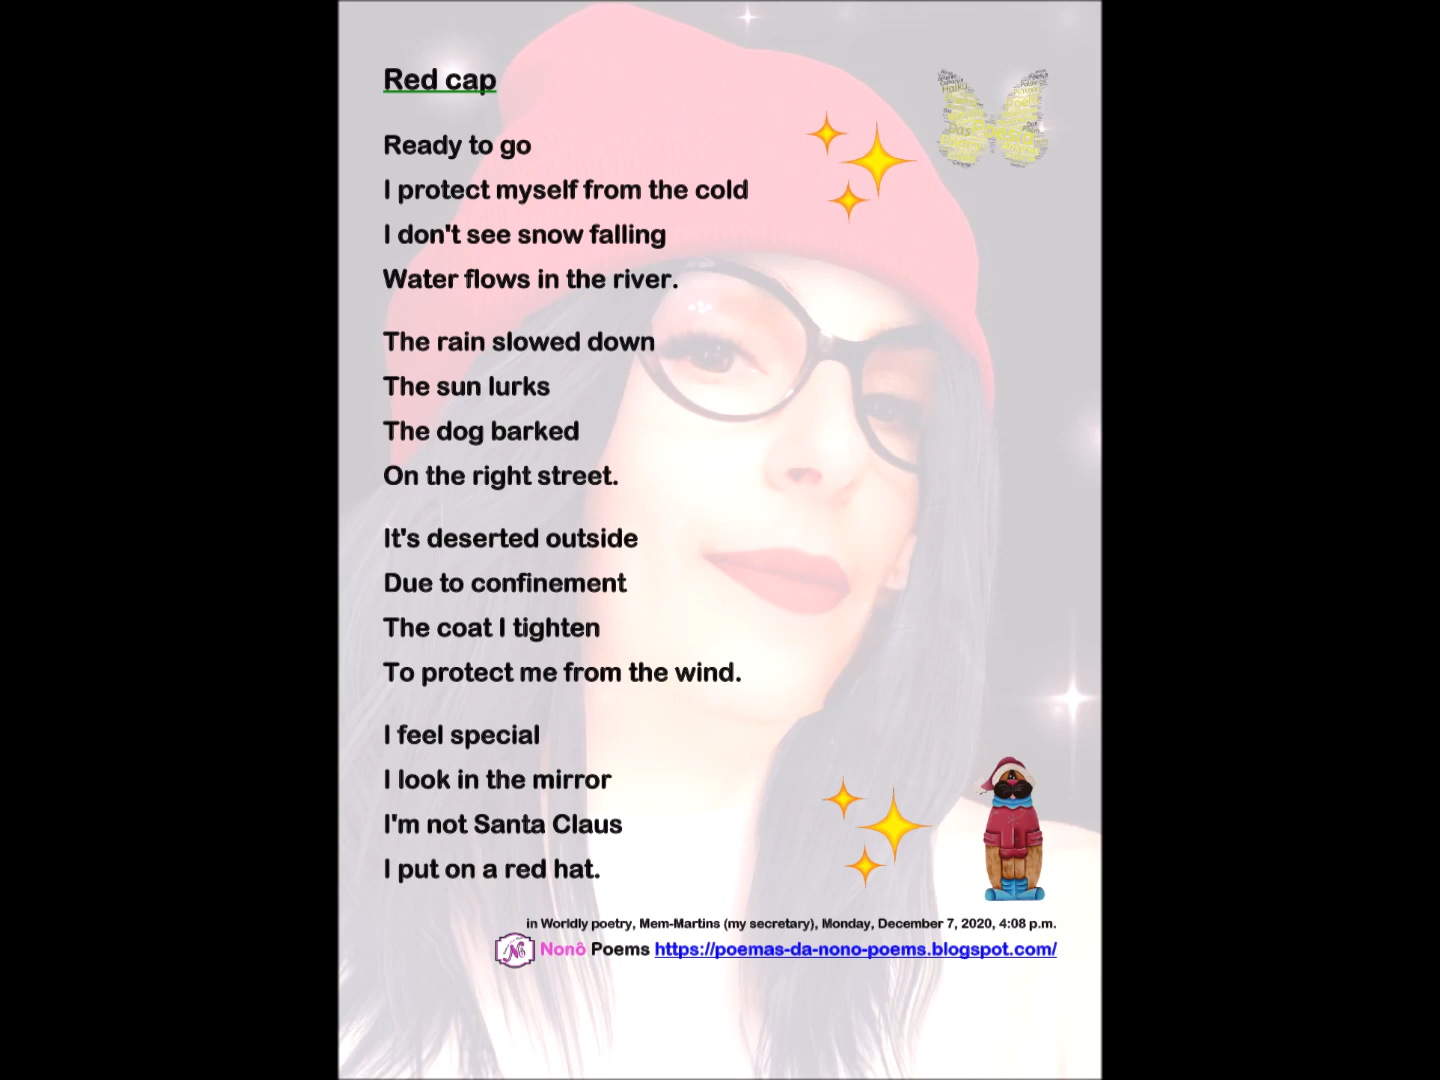 Red cap
Ready to go
I protect myself from the cold
I don't see snow falling
Water flows in the river.
The rain slowed down
The sun lurks
The dog barked
On the right street.
It's deserted outside
Due to confinement
The coat I tighten
To protect me from the wind.
I feel special
I look in the mirror
I'm not Santa Claus
I put on a red hat.
in Worldly poetry, Mem-Martins (my secretary), Monday, December 7, 2020, 4:08 p.m.
Nonô Poems https://poemas-da-nono-poems.blogspot.com/
Haiku
Poem
Das
Poesia